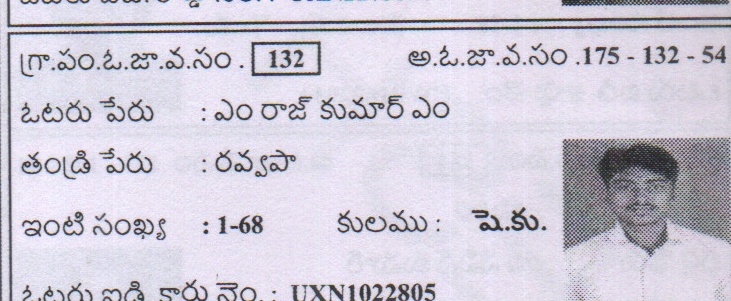 గ్రా.పం.ఓ.జా.వ.సం. 132 అ.ఓ.జా.వ.సం .175 - 132 - 54
ఓటరు పేరు : ఎం రాజ్ కుమార్ ఎం
తండ్రి పేరు : రవ్వపా
ఇంటి సంఖ్య : 1-68 కులము : షె.కు.
ఓటరు ఐడి కార్డు నెం. : UXN1022805